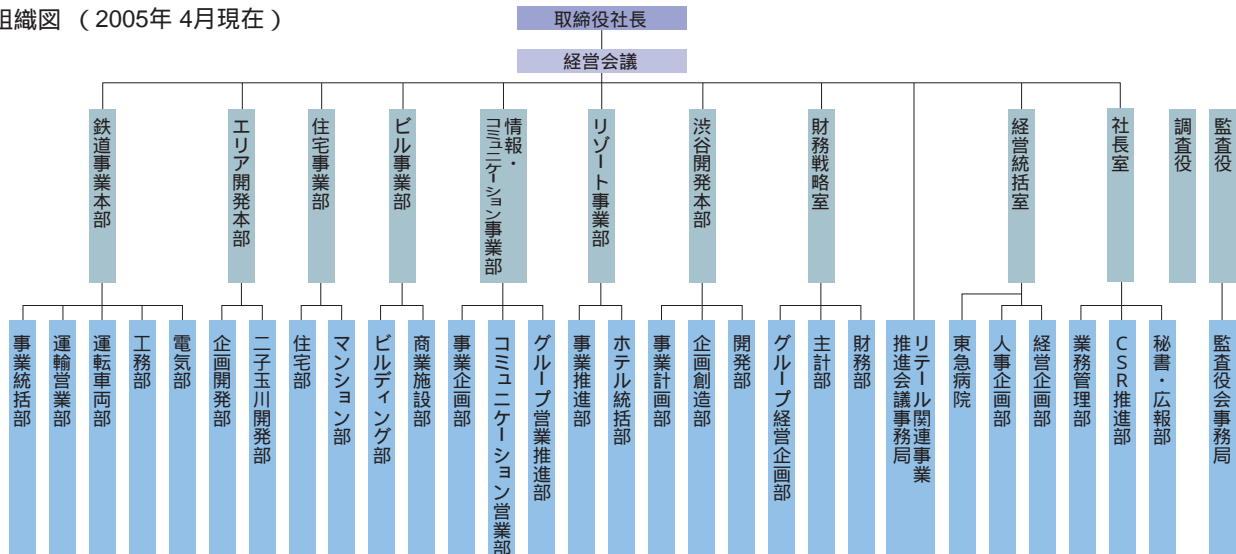 組織図 （2005年 4月現在）
取締役社長
経営会議
鉄道事業本部
エリア開発本部
住宅事業部
ビル事業部
情報・
コミュニケーション事業部
リゾート事業部
渋谷開発本部
財務戦略室
経営統括室
社長室
調査役
監査役
事業統括部
運輸営業部
運転車両部
工務部
電気部
企画開発部
二子玉川開発部
住宅部
マンション部
ビルディング部
商業施設部
事業企画部
コミュニケーション営業部
グループ営業推進部
事業推進部
ホテル統括部
事業計画部
企画創造部
開発部
グループ経営企画部
主計部
財務部
リテール関連事業
推進会議事務局
東急病院
人事企画部
経営企画部
業務管理部
CSR推進部
秘書・広報部
監査役会事務局